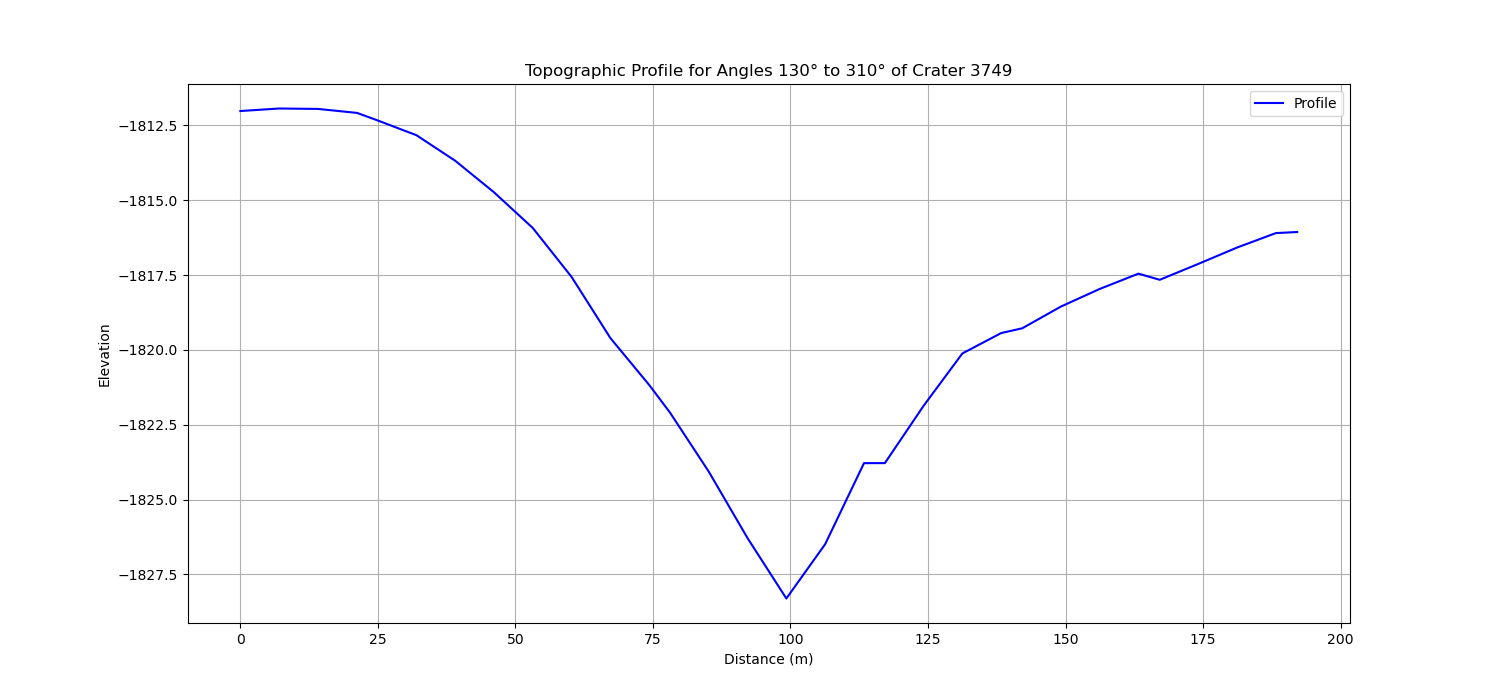 Topographic Profile for Angles 130° to 310° of Crater 3749
Profile
Elevation
−1812.5
−1815.0
−1817.5
−1820.0
−1822.5
−1825.0
−1827.5
0 25 50 75 100 125 150 175 200
Distance (m)